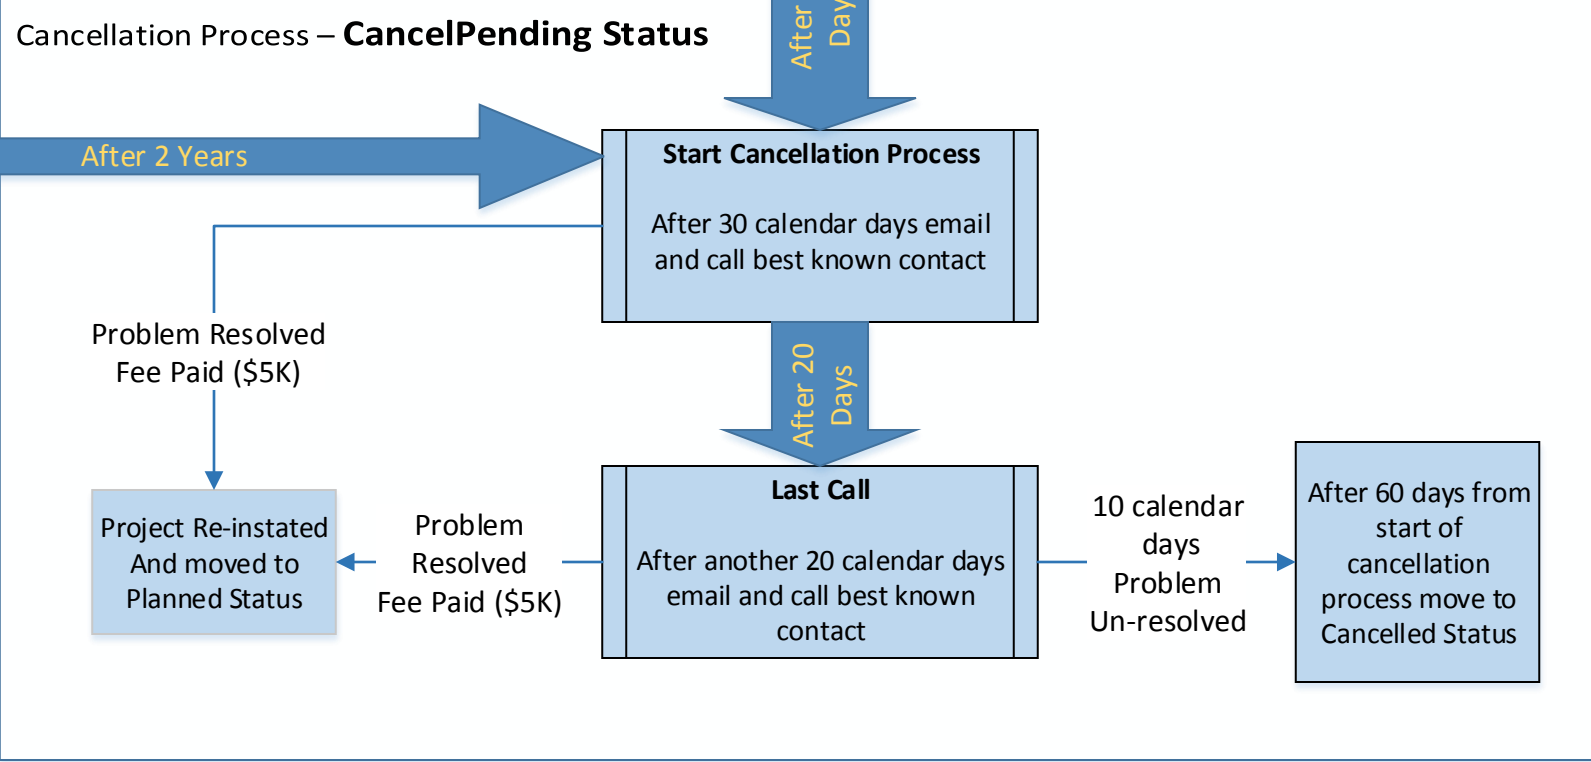 Cancellation Process – CancelPending Status
After
Day
After 2 Years
Start Cancellation Process
After 30 calendar days email
and call best known contact
Problem Resolved
Fee Paid ($5K)
After 20
Days
Last Call
After another 20 calendar days
email and call best known
contact
Project Re-instated
And moved to
Planned Status
Problem
Resolved
Fee Paid ($5K)
10 calendar
days
Problem
Un-resolved
After 60 days from
start of
cancellation
process move to
Cancelled Status